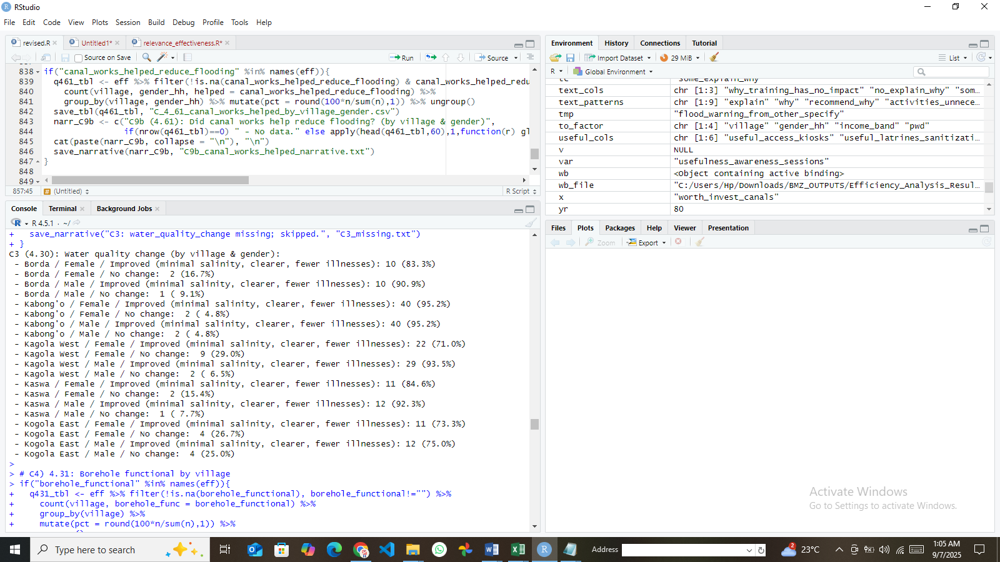 RStudio
File Edit Code View Plots Session Build Debug Profile Tools Help
revised.R Untitled1* relevance_effectiveness.R*
Source on Save Run Source
838 if("canal_works_helped_reduce_flooding" %in% names(eff)){
839 q461_tbl <- eff %>% filter(!is.na(canal_works_helped_reduce_flooding) & canal_works_helped_redu
840 count(village, gender_hh, helped = canal_works_helped_reduce_flooding) %>%
841 group_by(village, gender_hh) %>% mutate(pct = round(100*n/sum(n),1)) %>% ungroup()
842 save_tbl(q461_tbl, "C_4_61_canal_works_helped_by_village_gender.csv")
843 narr_C9b <- c("C9b (4.61): Did canal works help reduce flooding? (by village & gender)",
844 if(nrow(q461_tbl)==0) " - No data." else apply(head(q461_tbl,60),1,function(r) gl
845 cat(paste(narr_C9b, collapse = "\n"), "\n")
846 save_narrative(narr_C9b, "C9b_canal_works_helped_narrative.txt")
847 }
848
849
857:45 (Untitled) R Script
Console Terminal Background Jobs
R 4.5.1 · ~/
+ save_narrative("C3: water_quality_change missing; skipped.", "C3_missing.txt")
+ }
C3 (4.30): Water quality change (by village & gender):
- Borda / Female / Improved (minimal salinity, clearer, fewer illnesses): 10 (83.3%)
- Borda / Female / No change: 2 (16.7%)
- Borda / Male / Improved (minimal salinity, clearer, fewer illnesses): 10 (90.9%)
- Borda / Male / No change: 1 ( 9.1%)
- Kabong'o / Female / Improved (minimal salinity, clearer, fewer illnesses): 40 (95.2%)
- Kabong'o / Female / No change: 2 ( 4.8%)
- Kabong'o / Male / Improved (minimal salinity, clearer, fewer illnesses): 40 (95.2%)
- Kabong'o / Male / No change: 2 ( 4.8%)
- Kagola West / Female / Improved (minimal salinity, clearer, fewer illnesses): 22 (71.0%)
- Kagola West / Female / No change: 9 (29.0%)
- Kagola West / Male / Improved (minimal salinity, clearer, fewer illnesses): 29 (93.5%)
- Kagola West / Male / No change: 2 ( 6.5%)
- Kaswa / Female / Improved (minimal salinity, clearer, fewer illnesses): 11 (84.6%)
- Kaswa / Female / No change: 2 (15.4%)
- Kaswa / Male / Improved (minimal salinity, clearer, fewer illnesses): 12 (92.3%)
- Kaswa / Male / No change: 1 ( 7.7%)
- Kogola East / Female / Improved (minimal salinity, clearer, fewer illnesses): 11 (73.3%)
- Kogola East / Female / No change: 4 (26.7%)
- Kogola East / Male / Improved (minimal salinity, clearer, fewer illnesses): 12 (75.0%)
- Kogola East / Male / No change: 4 (25.0%)
>
> # C4) 4.31: Borehole functional by village
> if("borehole_functional" %in% names(eff)){
+ q431_tbl <- eff %>% filter(!is.na(borehole_functional), borehole_functional!="") %>%
+ count(village, borehole_func = borehole_functional) %>%
+ group_by(village) %>%
+ mutate(pct = round(100*n/sum(n),1)) %>%
Environment History Connections Tutorial
Import Dataset 29 MiB List
R Global Environment
tc "some_explain_why"
text_cols chr [1:3] "why_training_has_no_impact" "no_explain_why" "som…
text_patterns chr [1:9] "explain" "why" "recommend_why" "activities_unnece…
tmp "flood_warning_from_other_specify"
to_factor chr [1:4] "village" "gender_hh" "income_band" "pwd"
useful_cols chr [1:6] "useful_access_kiosks" "useful_latrines_sanitizati…
v NULL
var "usefulness_awareness_sessions"
wb <Object containing active binding>
wb_file "C:/Users/Hp/Downloads/BMZ_OUTPUTS/Efficiency_Analysis_Resul…
x "worth_invest_canals"
yr 80
Files Plots Packages Help Viewer Presentation
Zoom Export
Activate Windows
Go to Settings to activate Windows.
Type here to search
Address
2
23°C
1:05 AM
9/7/2025